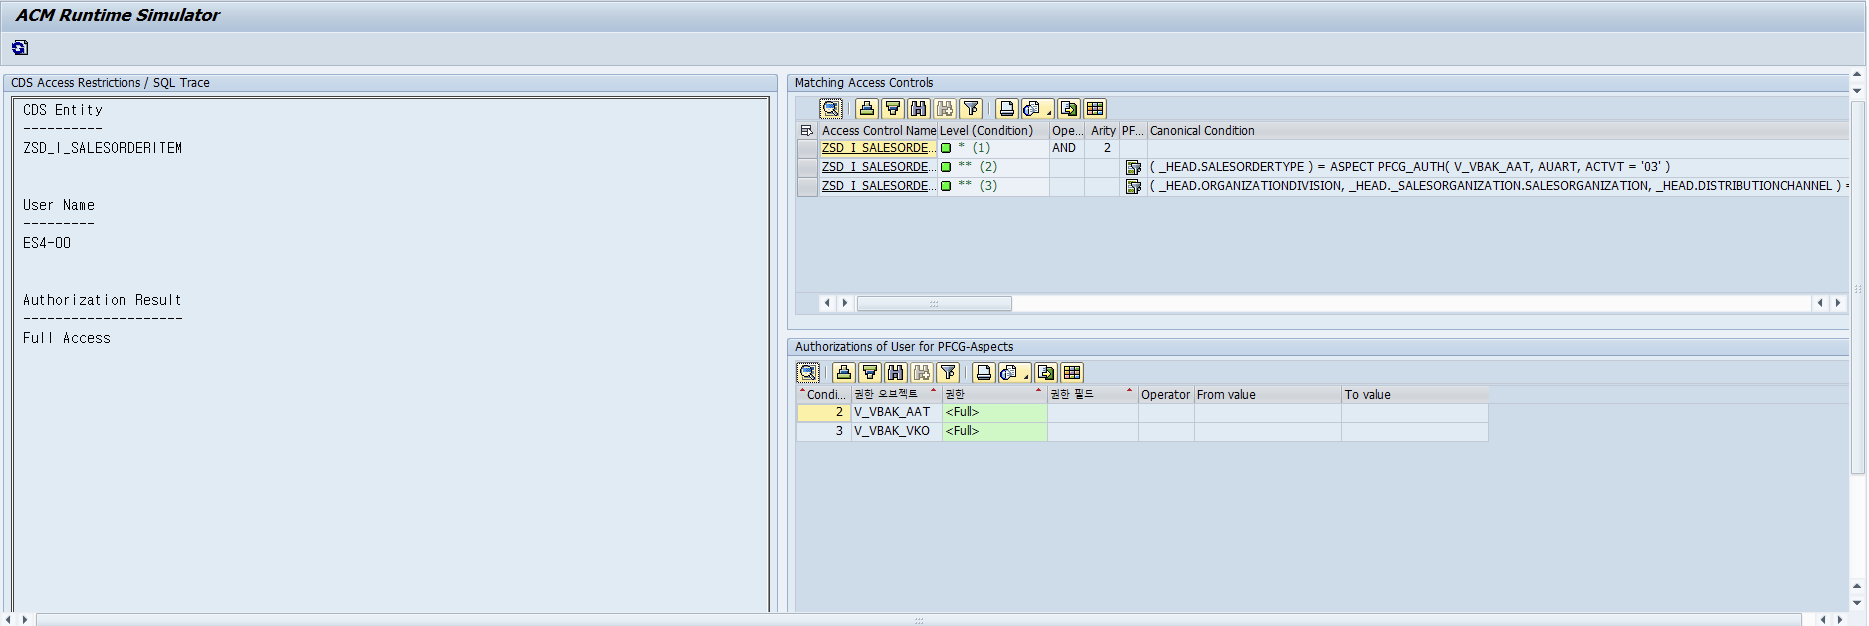 ACM Runtime Simulator
CDS Access Restrictions / SQL Trace
CDS Entity
----------
ZSD_I_SALESORDERITEM
User Name
---------
ES4-00
Authorization Result
--------------------
Full Access
Matching Access Controls
Access Control Name Level (Condition) Ope... Arity PF... Canonical Condition
ZSD_I_SALESORDE... * (1) AND 2
ZSD_I_SALESORDE... ** (2) ( _HEAD.SALESORDERTYPE ) = ASPECT PFCG_AUTH( V_VBAK_AAT, AUART, ACTVT = '03' )
ZSD_I_SALESORDE... ** (3) ( _HEAD.ORGANIZATIONDIVISION, _HEAD._SALESORGANIZATION.SALESORGANIZATION, _HEAD.DISTRIBUTIONCHANNEL ) =
Authorizations of User for PFCG-Aspects
Condi... 권한 오브젝트 권한 권한 필드 Operator From value To value
2 V_VBAK_AAT <Full>
3 V_VBAK_VKO <Full>